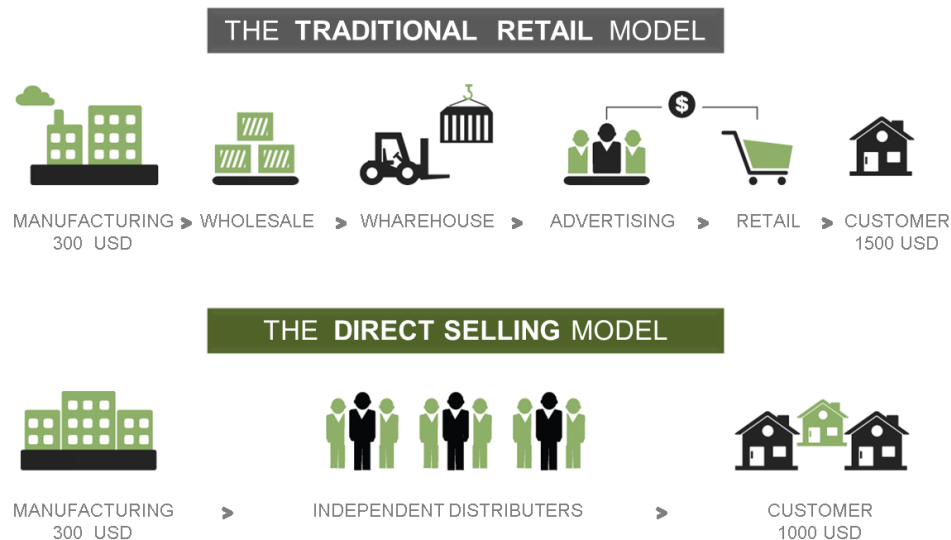 THE TRADITIONAL RETAIL MODEL
3
$
MANUFACTURING > WHOLESALE > WHAREHOUSE > ADVERTISING > RETAIL > CUSTOMER
300 USD 1500 USD
THE DIRECT SELLING MODEL
MANUFACTURING > INDEPENDENT DISTRIBUTERS > CUSTOMER
300 USD 1000 USD